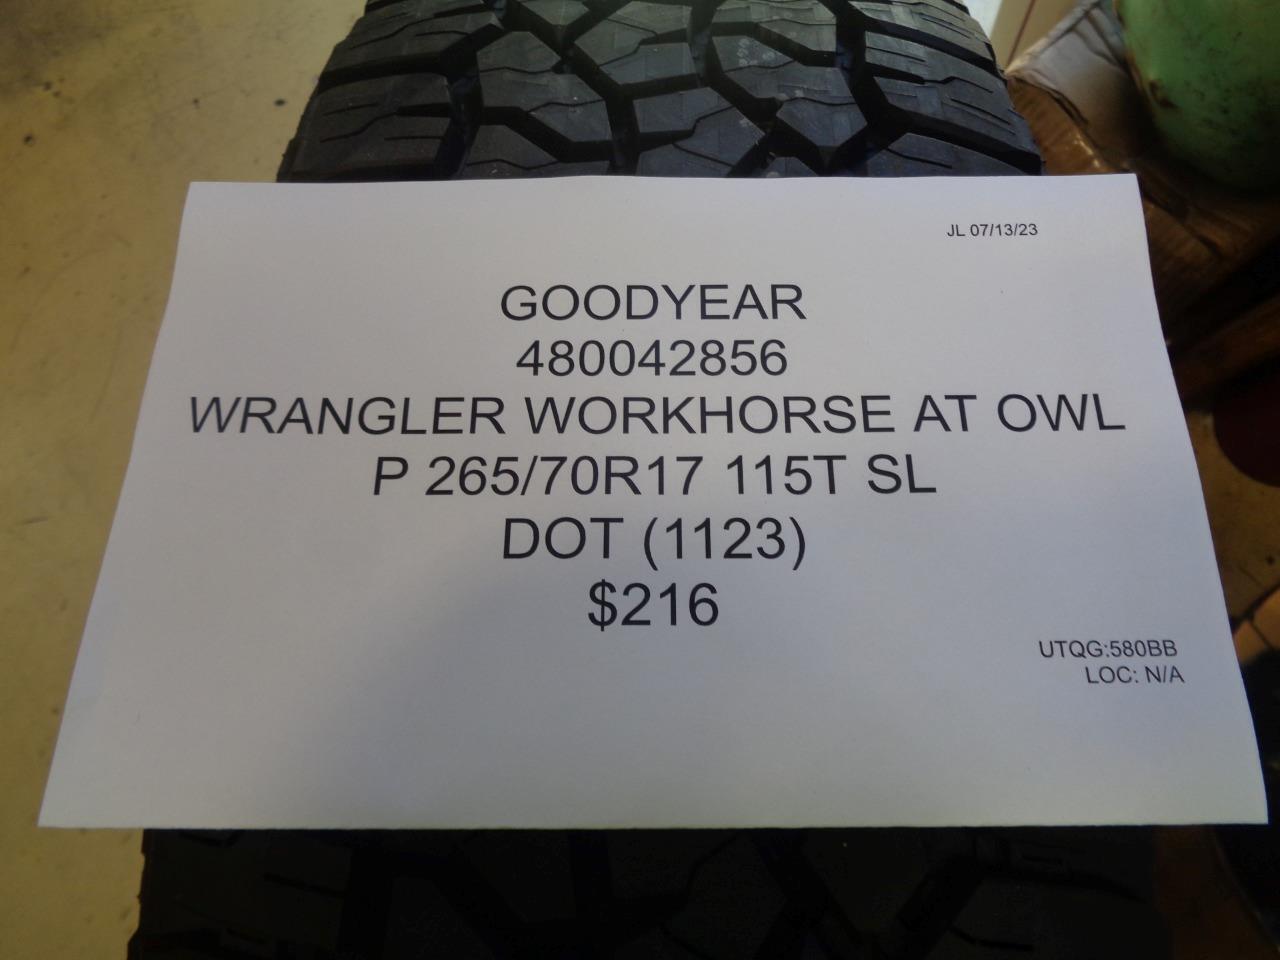 JL 07/13/23
GOODYEAR
480042856
WRANGLER WORKHORSE AT OWL
P 265/70R17 115T SL
DOT (1123)
$216
UTQG:580BB
LOC: N/A